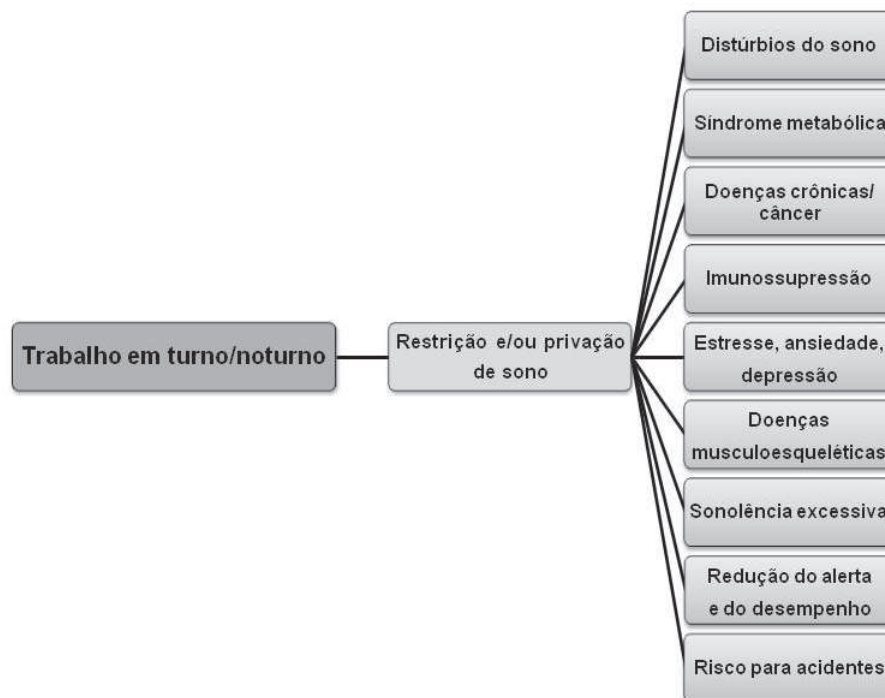 Trabalho em turno/noturno
Restrição e/ou privação
de sono
Distúrbios do sono
Síndrome metabólica
Doenças crônicas/
câncer
Imunossupressão
Estresse, ansiedade,
depressão
Doenças
musculoesqueléticas
Sonolência excessiva
Redução do alerta
e do desempenho
Risco para acidentes